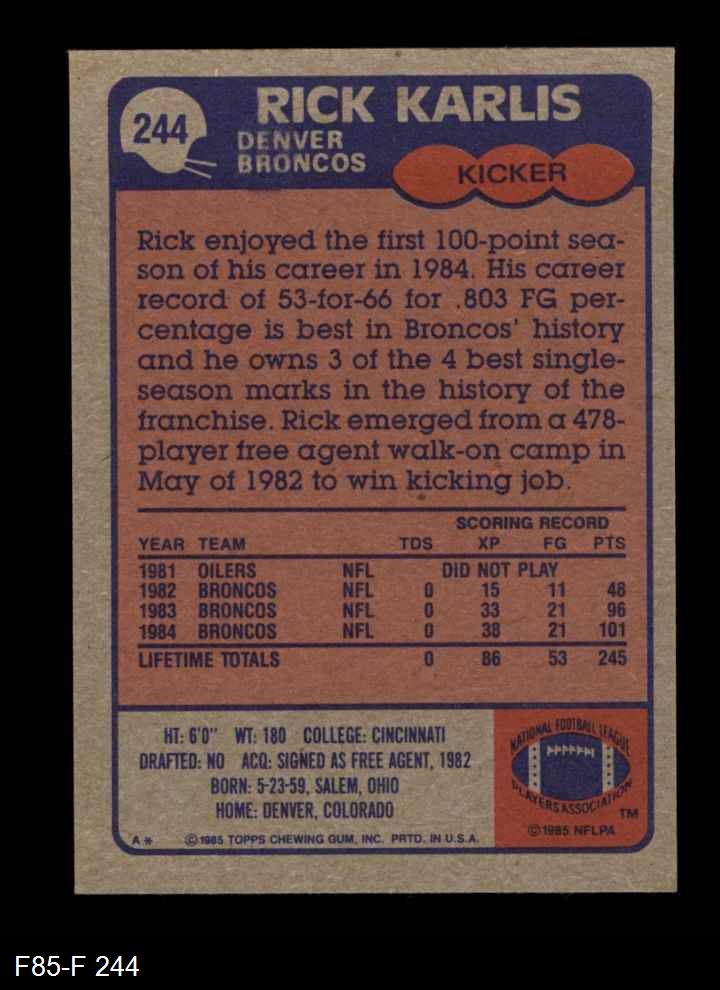 244
RICK KARLIS
DENVER
BRONCOS
KICKER
Rick enjoyed the first 100-point sea-
son of his career in 1984. His career
record of 53-for-66 for .803 FG per-
centage is best in Broncos' history
and he owns 3 of the 4 best single-
season marks in the history of the
franchise. Rick emerged from a 478-
player free agent walk-on camp in
May of 1982 to win kicking job.
SCORING RECORD
YEAR TEAM TDS XP FG PTS
1981 OILERS NFL DID NOT PLAY
1982 BRONCOS NFL 0 15 11 48
1983 BRONCOS NFL 0 33 21 96
1984 BRONCOS NFL 0 38 21 101
LIFETIME TOTALS 0 86 53 245
HT: 6'0" WT: 180 COLLEGE: CINCINNATI
DRAFTED: NO ACQ: SIGNED AS FREE AGENT, 1982
BORN: 5-23-59, SALEM, OHIO
HOME: DENVER, COLORADO
A* ©1985 TOPPS CHEWING GUM, INC. PRTD. IN U.S.A.
NATIONAL FOOTBALL LEAGUE
PLAYERS ASSOCIATION
TM
©1985 NFLPA
F85-F 244